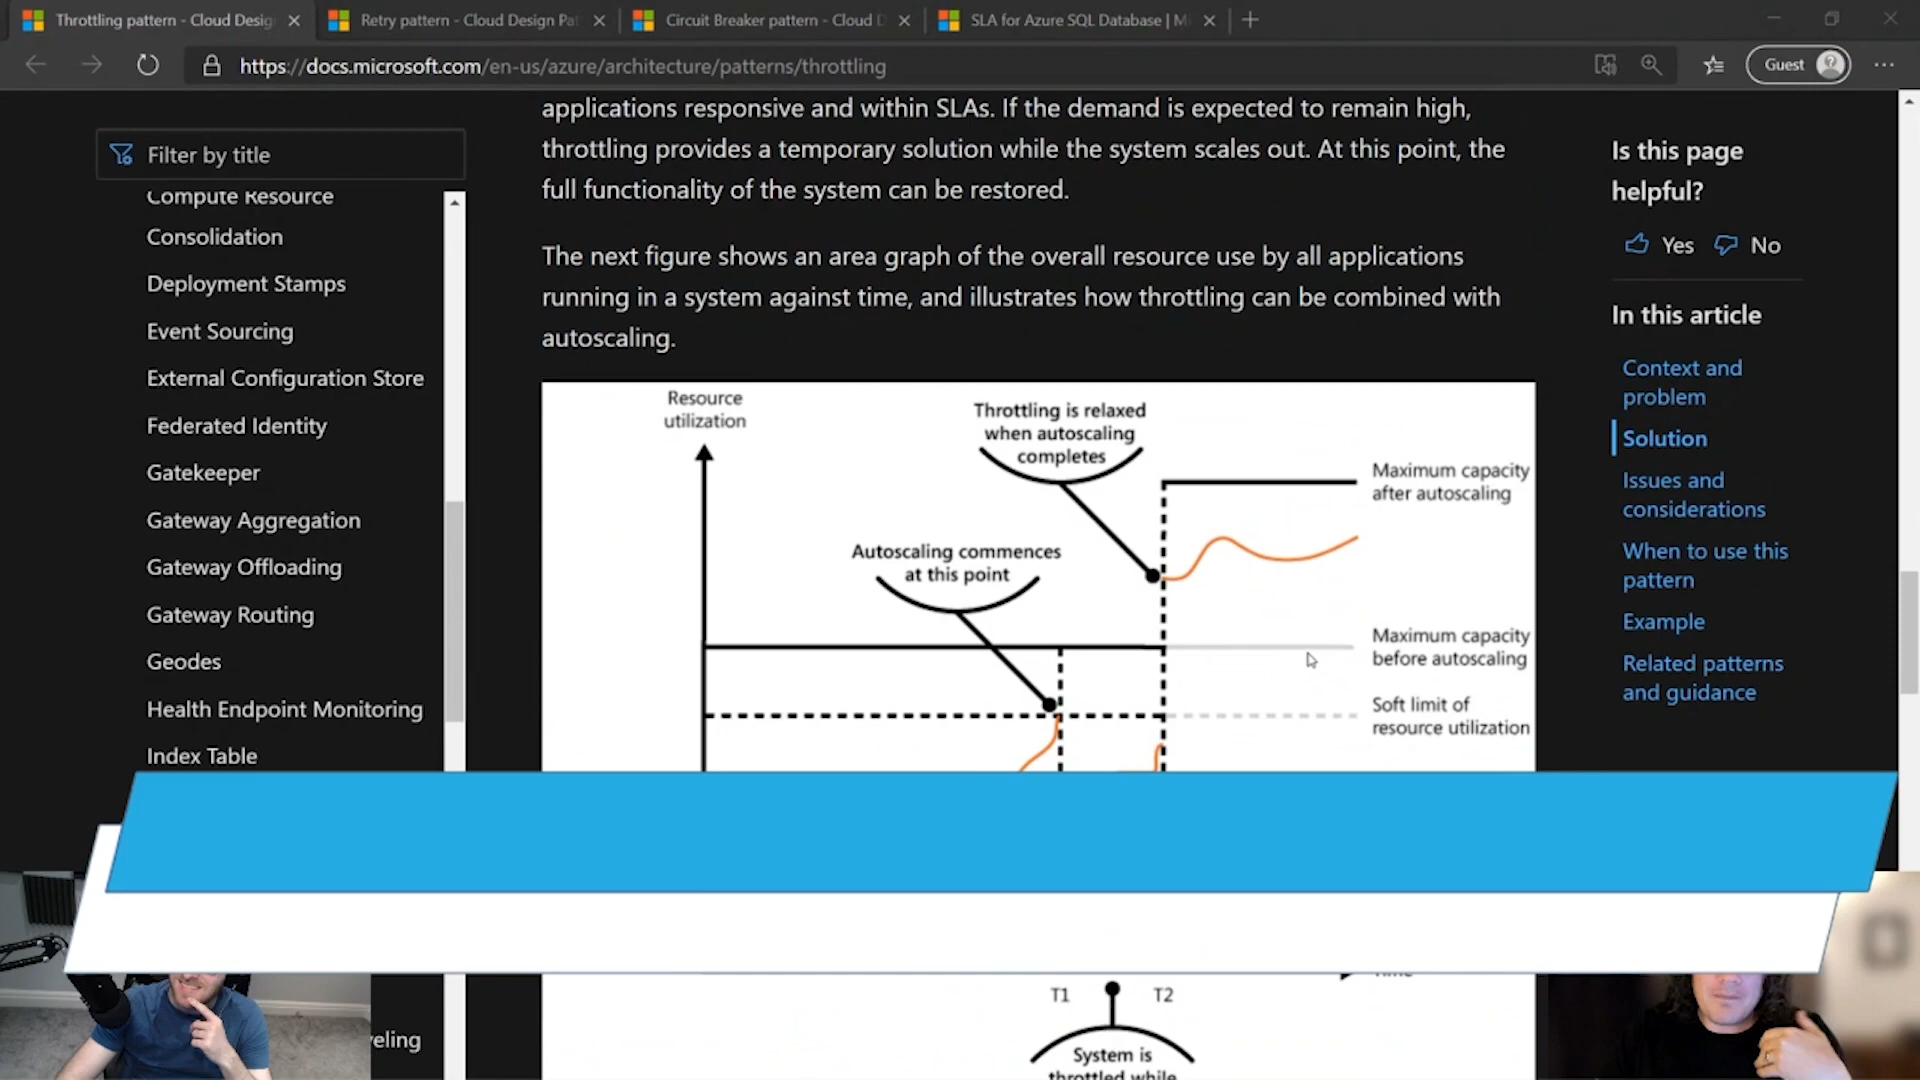 Throttling pattern - Cloud Desig
Retry pattern - Cloud Design Pat
Circuit Breaker pattern - Cloud D
SLA for Azure SQL Database | M
https://docs.microsoft.com/en-us/azure/architecture/patterns/throttling
Guest
Filter by title
Compute Resource
Consolidation
Deployment Stamps
Event Sourcing
External Configuration Store
Federated Identity
Gatekeeper
Gateway Aggregation
Gateway Offloading
Gateway Routing
Geodes
Health Endpoint Monitoring
Index Table
eling
applications responsive and within SLAs. If the demand is expected to remain high,
throttling provides a temporary solution while the system scales out. At this point, the
full functionality of the system can be restored.
The next figure shows an area graph of the overall resource use by all applications
running in a system against time, and illustrates how throttling can be combined with
autoscaling.
Resource
utilization
Throttling is relaxed
when autoscaling
completes
Maximum capacity
after autoscaling
Autoscaling commences
at this point
Maximum capacity
before autoscaling
Soft limit of
resource utilization
T1
T2
System is
throttled while
Is this page
helpful?
Yes
No
In this article
Context and
problem
Solution
Issues and
considerations
When to use this
pattern
Example
Related patterns
and guidance